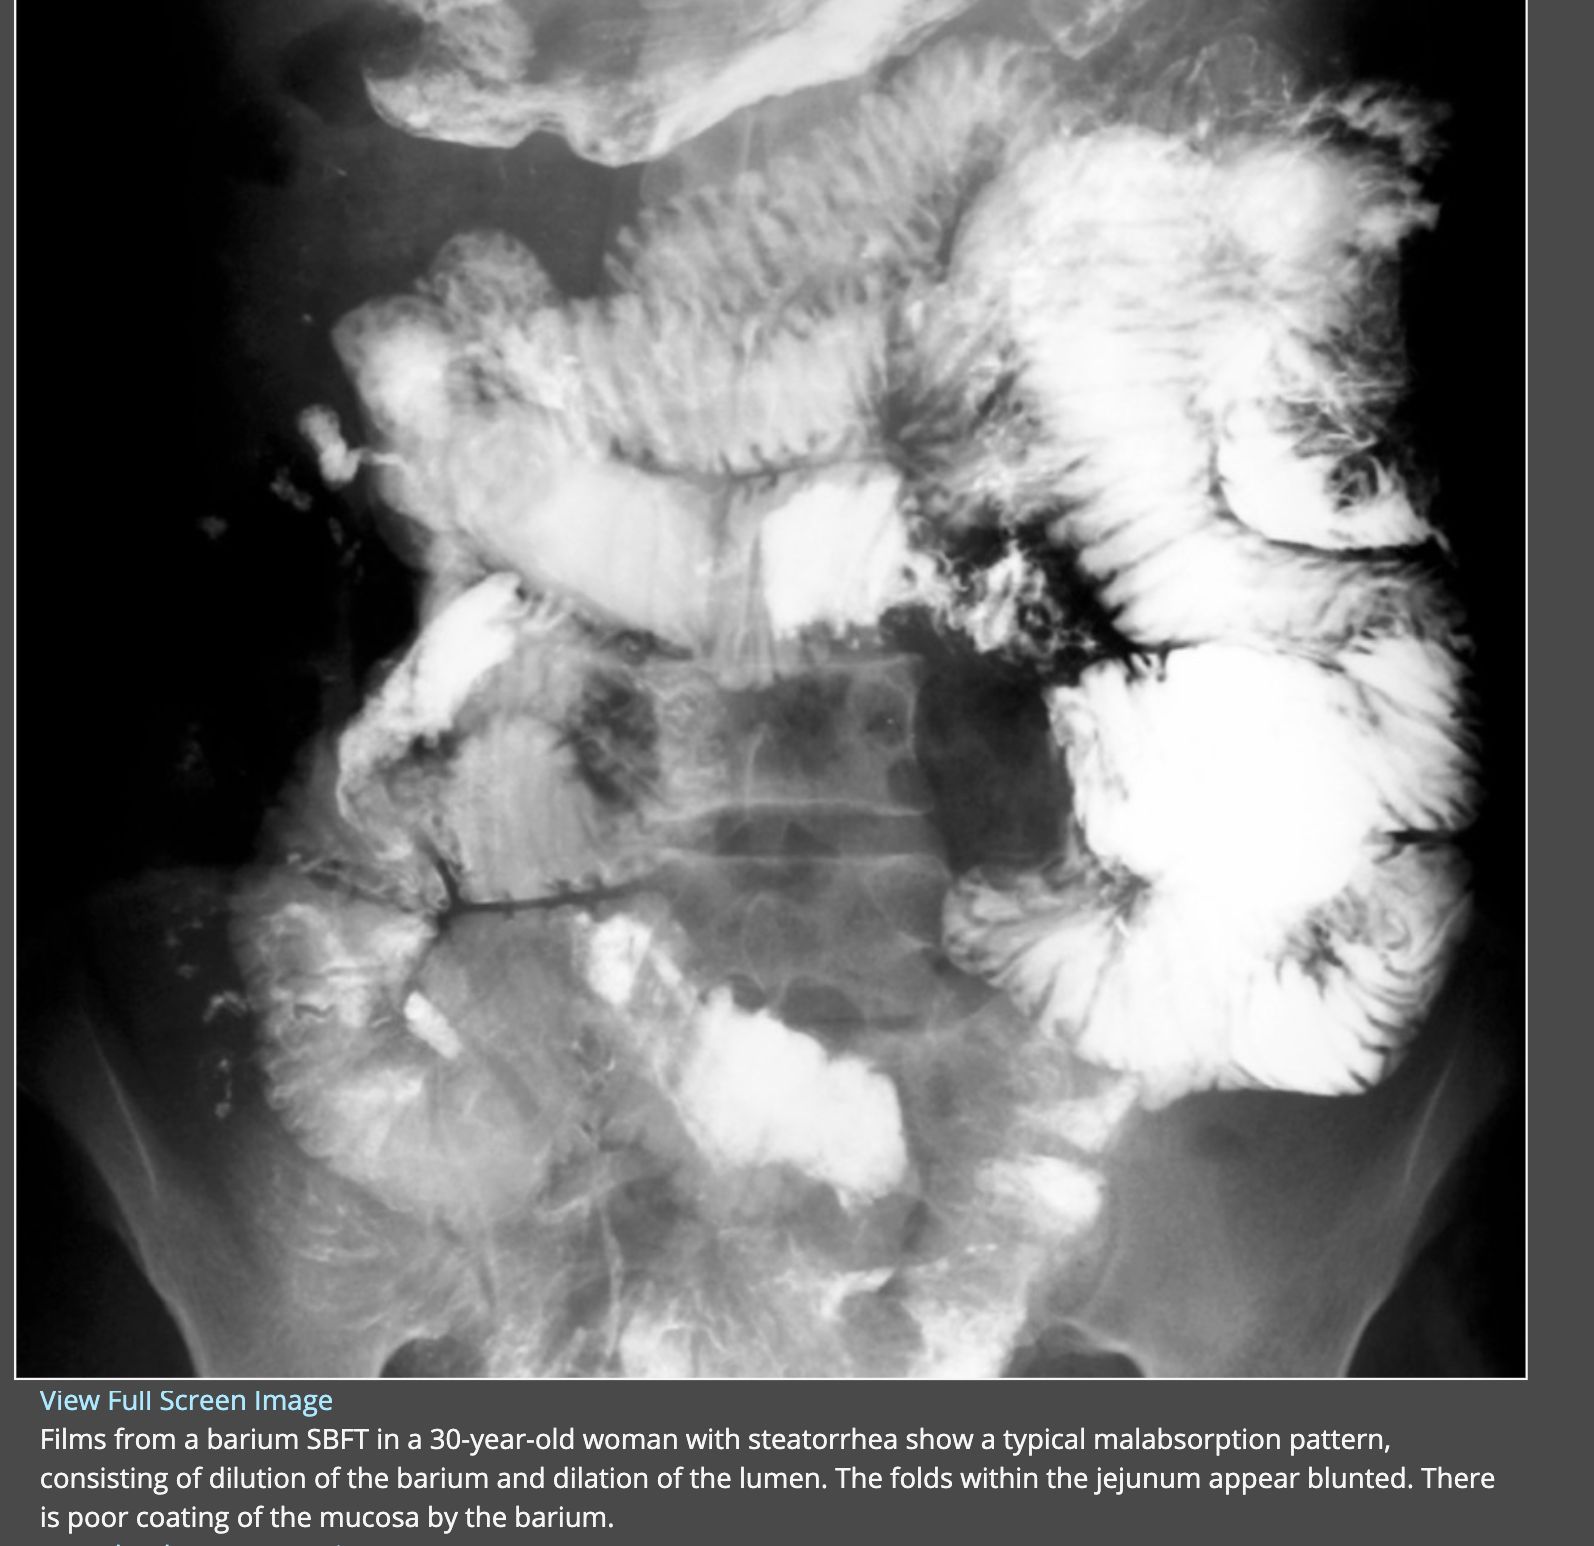 View Full Screen Image
Films from a barium SBFT in a 30-year-old woman with steatorrhea show a typical malabsorption pattern,
consisting of dilution of the barium and dilation of the lumen. The folds within the jejunum appear blunted. There
is poor coating of the mucosa by the barium.